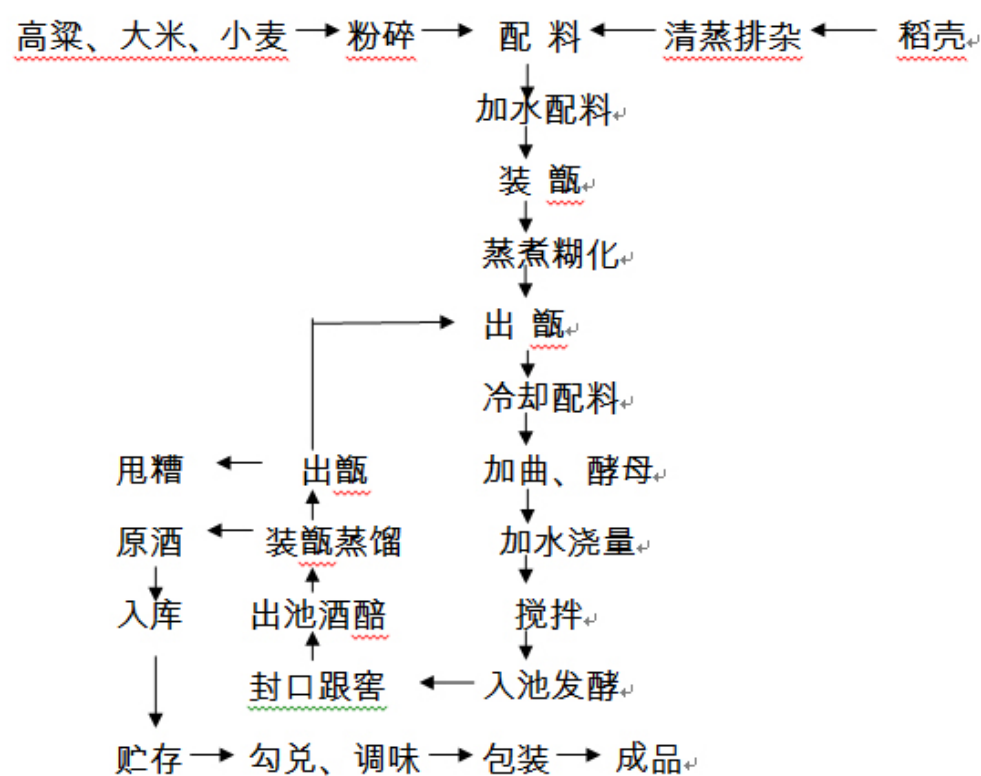 高粱、大米、小麦 粉碎 配 料 清蒸排杂 稻壳
加水配料
装 甑
蒸煮糊化
出 甑
冷却配料
甩糟 出甑 加曲、酵母
原酒 装甑蒸馏 加水浇量
入库 出池酒醅 搅拌
封口跟窖 入池发酵
贮存 勾兑、调味 包装 成品